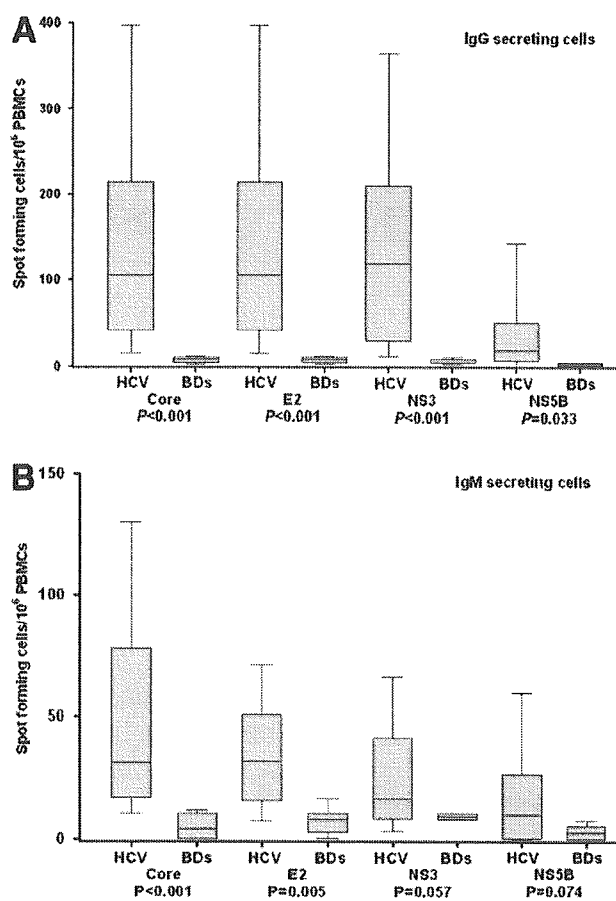 A
IgG secreting cells
Spot forming cells/10⁶ PBMCs
400
300
200
100
0
HCV BDs HCV BDs HCV BDs HCV BDs
Core E2 NS3 NS5B
P<0.001 P<0.001 P<0.001 P=0.033
B
IgM secreting cells
Spot forming cells/10⁶ PBMCs
150
100
50
0
HCV BDs HCV BDs HCV BDs HCV BDs
Core E2 NS3 NS5B
P<0.001 P=0.005 P=0.057 P=0.074